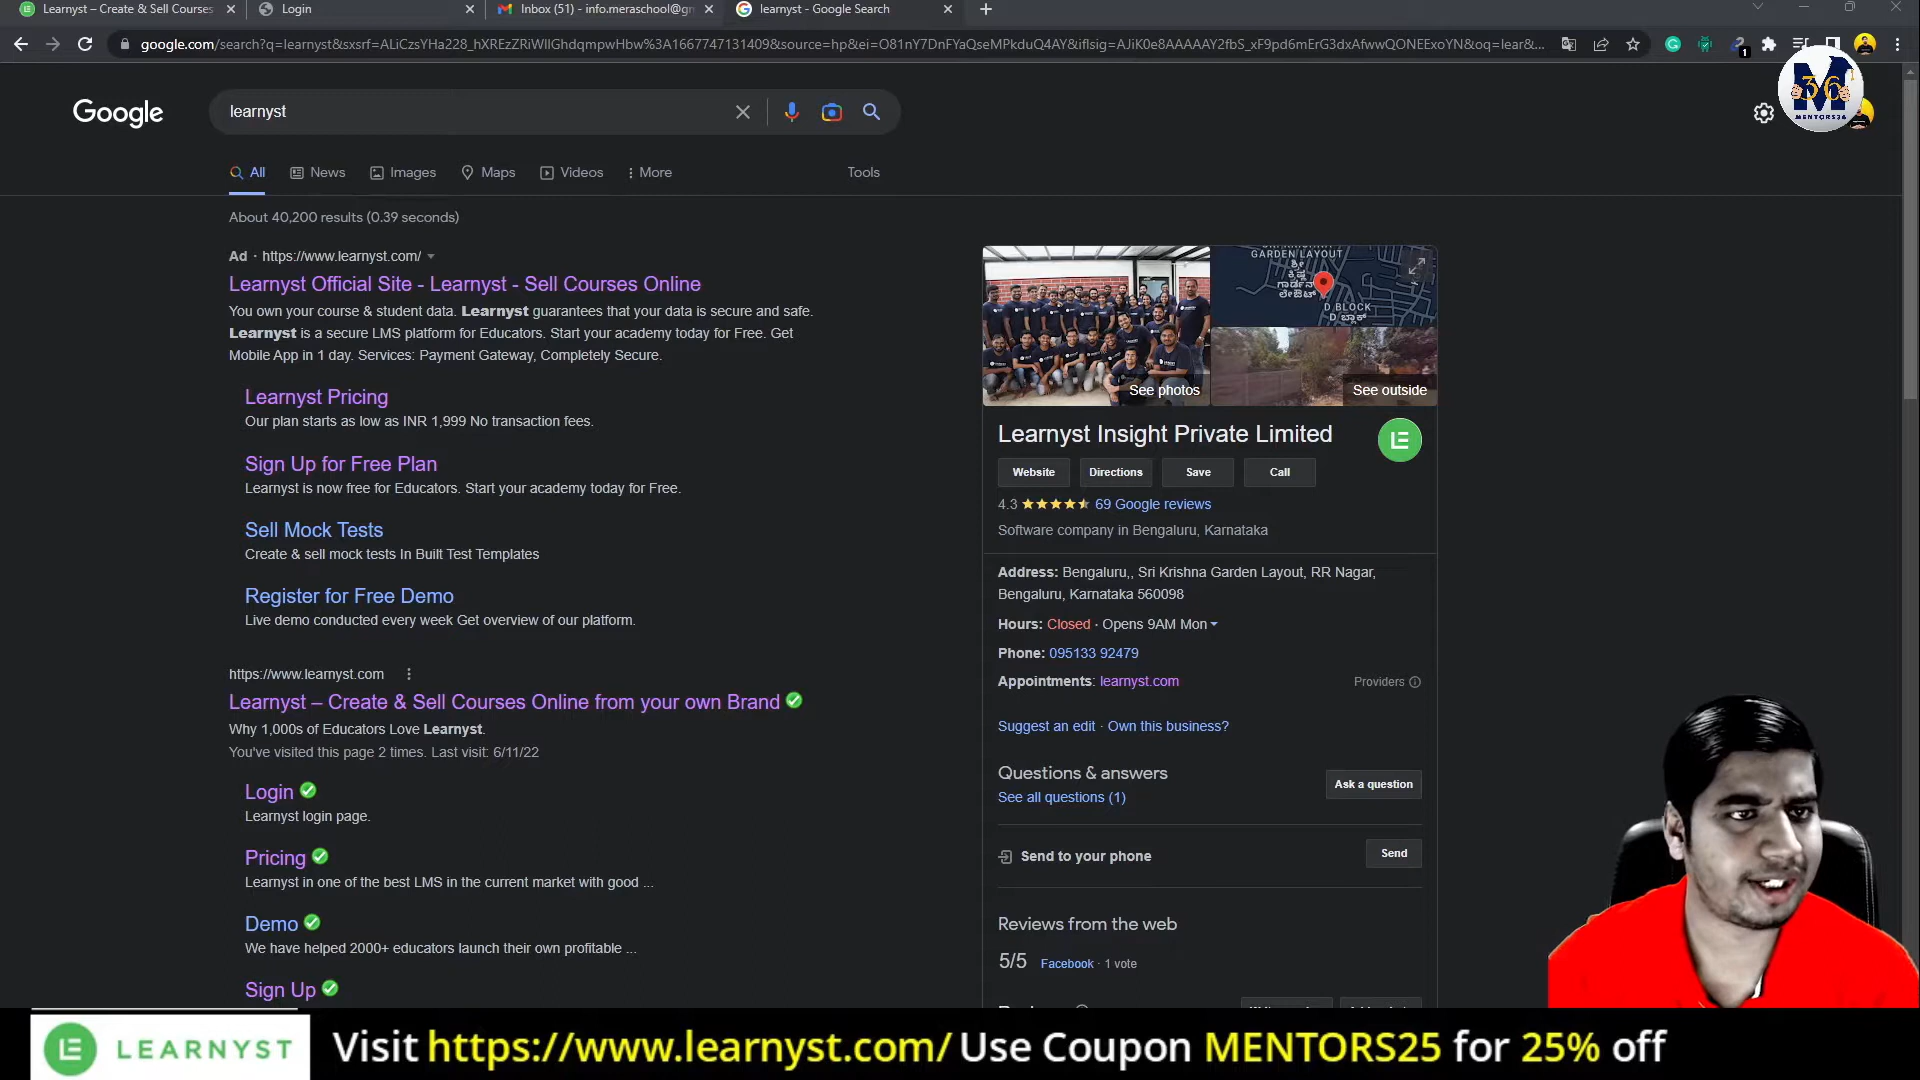 Learnyst – Create & Sell Courses
Login
Inbox (51) - info.meraschool@gm
learnyst - Google Search
google.com/search?q=learnyst&sxsrf=ALiCzsYHa228_hXREzZRiWIlGhdqmpwHbw%3A1667747131409&source=hp&ei=O81nY7DnFYaQseMPkduQ4AY&iflsig=AJiK0e8AAAAAY2fbS_xF9pd6mErG3dxAfwwQONEExoYN&oq=lear&...
1
Google
learnyst
M
36
MENTORS36
All
News
Images
Maps
Videos
More
Tools
About 40,200 results (0.39 seconds)
Ad · https://www.learnyst.com/
Learnyst Official Site - Learnyst - Sell Courses Online
You own your course & student data. Learnyst guarantees that your data is secure and safe.
Learnyst is a secure LMS platform for Educators. Start your academy today for Free. Get
Mobile App in 1 day. Services: Payment Gateway, Completely Secure.
Learnyst Pricing
Our plan starts as low as INR 1,999 No transaction fees.
Sign Up for Free Plan
Learnyst is now free for Educators. Start your academy today for Free.
Sell Mock Tests
Create & sell mock tests In Built Test Templates
Register for Free Demo
Live demo conducted every week Get overview of our platform.
https://www.learnyst.com
Learnyst – Create & Sell Courses Online from your own Brand
Why 1,000s of Educators Love Learnyst.
You've visited this page 2 times. Last visit: 6/11/22
Login
Learnyst login page.
Pricing
Learnyst in one of the best LMS in the current market with good ...
Demo
We have helped 2000+ educators launch their own profitable ...
Sign Up
GARDEN LAYOUT
ಶ್ರೀ
ಕೃಷ್ಣ
ಗಾರ್ಡನ್
ಲೇಔಟ್
D BLOCK
D ಬ್ಲಾಕ್
See photos
See outside
Learnyst Insight Private Limited
LE
Website
Directions
Save
Call
4.3
69 Google reviews
Software company in Bengaluru, Karnataka
Address: Bengaluru,, Sri Krishna Garden Layout, RR Nagar,
Bengaluru, Karnataka 560098
Hours: Closed · Opens 9AM Mon
Phone: 095133 92479
Appointments: learnyst.com
Providers
Suggest an edit · Own this business?
Questions & answers
See all questions (1)
Ask a question
Send to your phone
Send
Reviews from the web
5/5
Facebook · 1 vote
LE LEARNYST
Visit https://www.learnyst.com/ Use Coupon MENTORS25 for 25% off